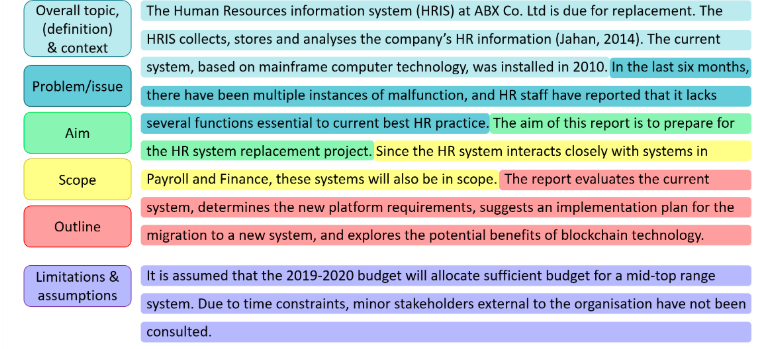 Overall topic,
(definition)
& context
The Human Resources information system (HRIS) at ABX Co. Ltd is due for replacement. The
HRIS collects, stores and analyses the company's HR information (Jahan, 2014). The current
system, based on mainframe computer technology, was installed in 2010. In the last six months,
Problem/issue
there have been multiple instances of malfunction, and HR staff have reported that it lacks
several functions essential to current best HR practice. The aim of this report is to prepare for
Aim
the HR system replacement project. Since the HR system interacts closely with systems in
Scope
Payroll and Finance, these systems will also be in scope. The report evaluates the current
system, determines the new platform requirements, suggests an implementation plan for the
Outline
migration to a new system, and explores the potential benefits of blockchain technology.
Limitations &
assumptions
It is assumed that the 2019-2020 budget will allocate sufficient budget for a mid-top range
system. Due to time constraints, minor stakeholders external to the organisation have not been
consulted.